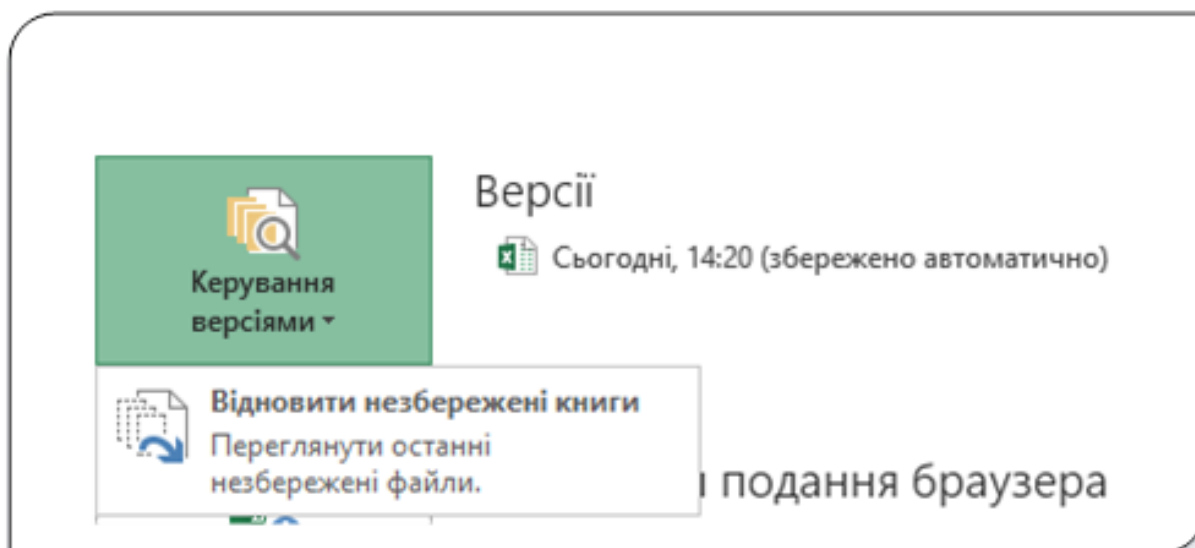 Версії
Сьогодні, 14:20 (збережено автоматично)
Керування
версіями
Відновити незбережені книги
Переглянути останні
незбережені файли.
подання браузера